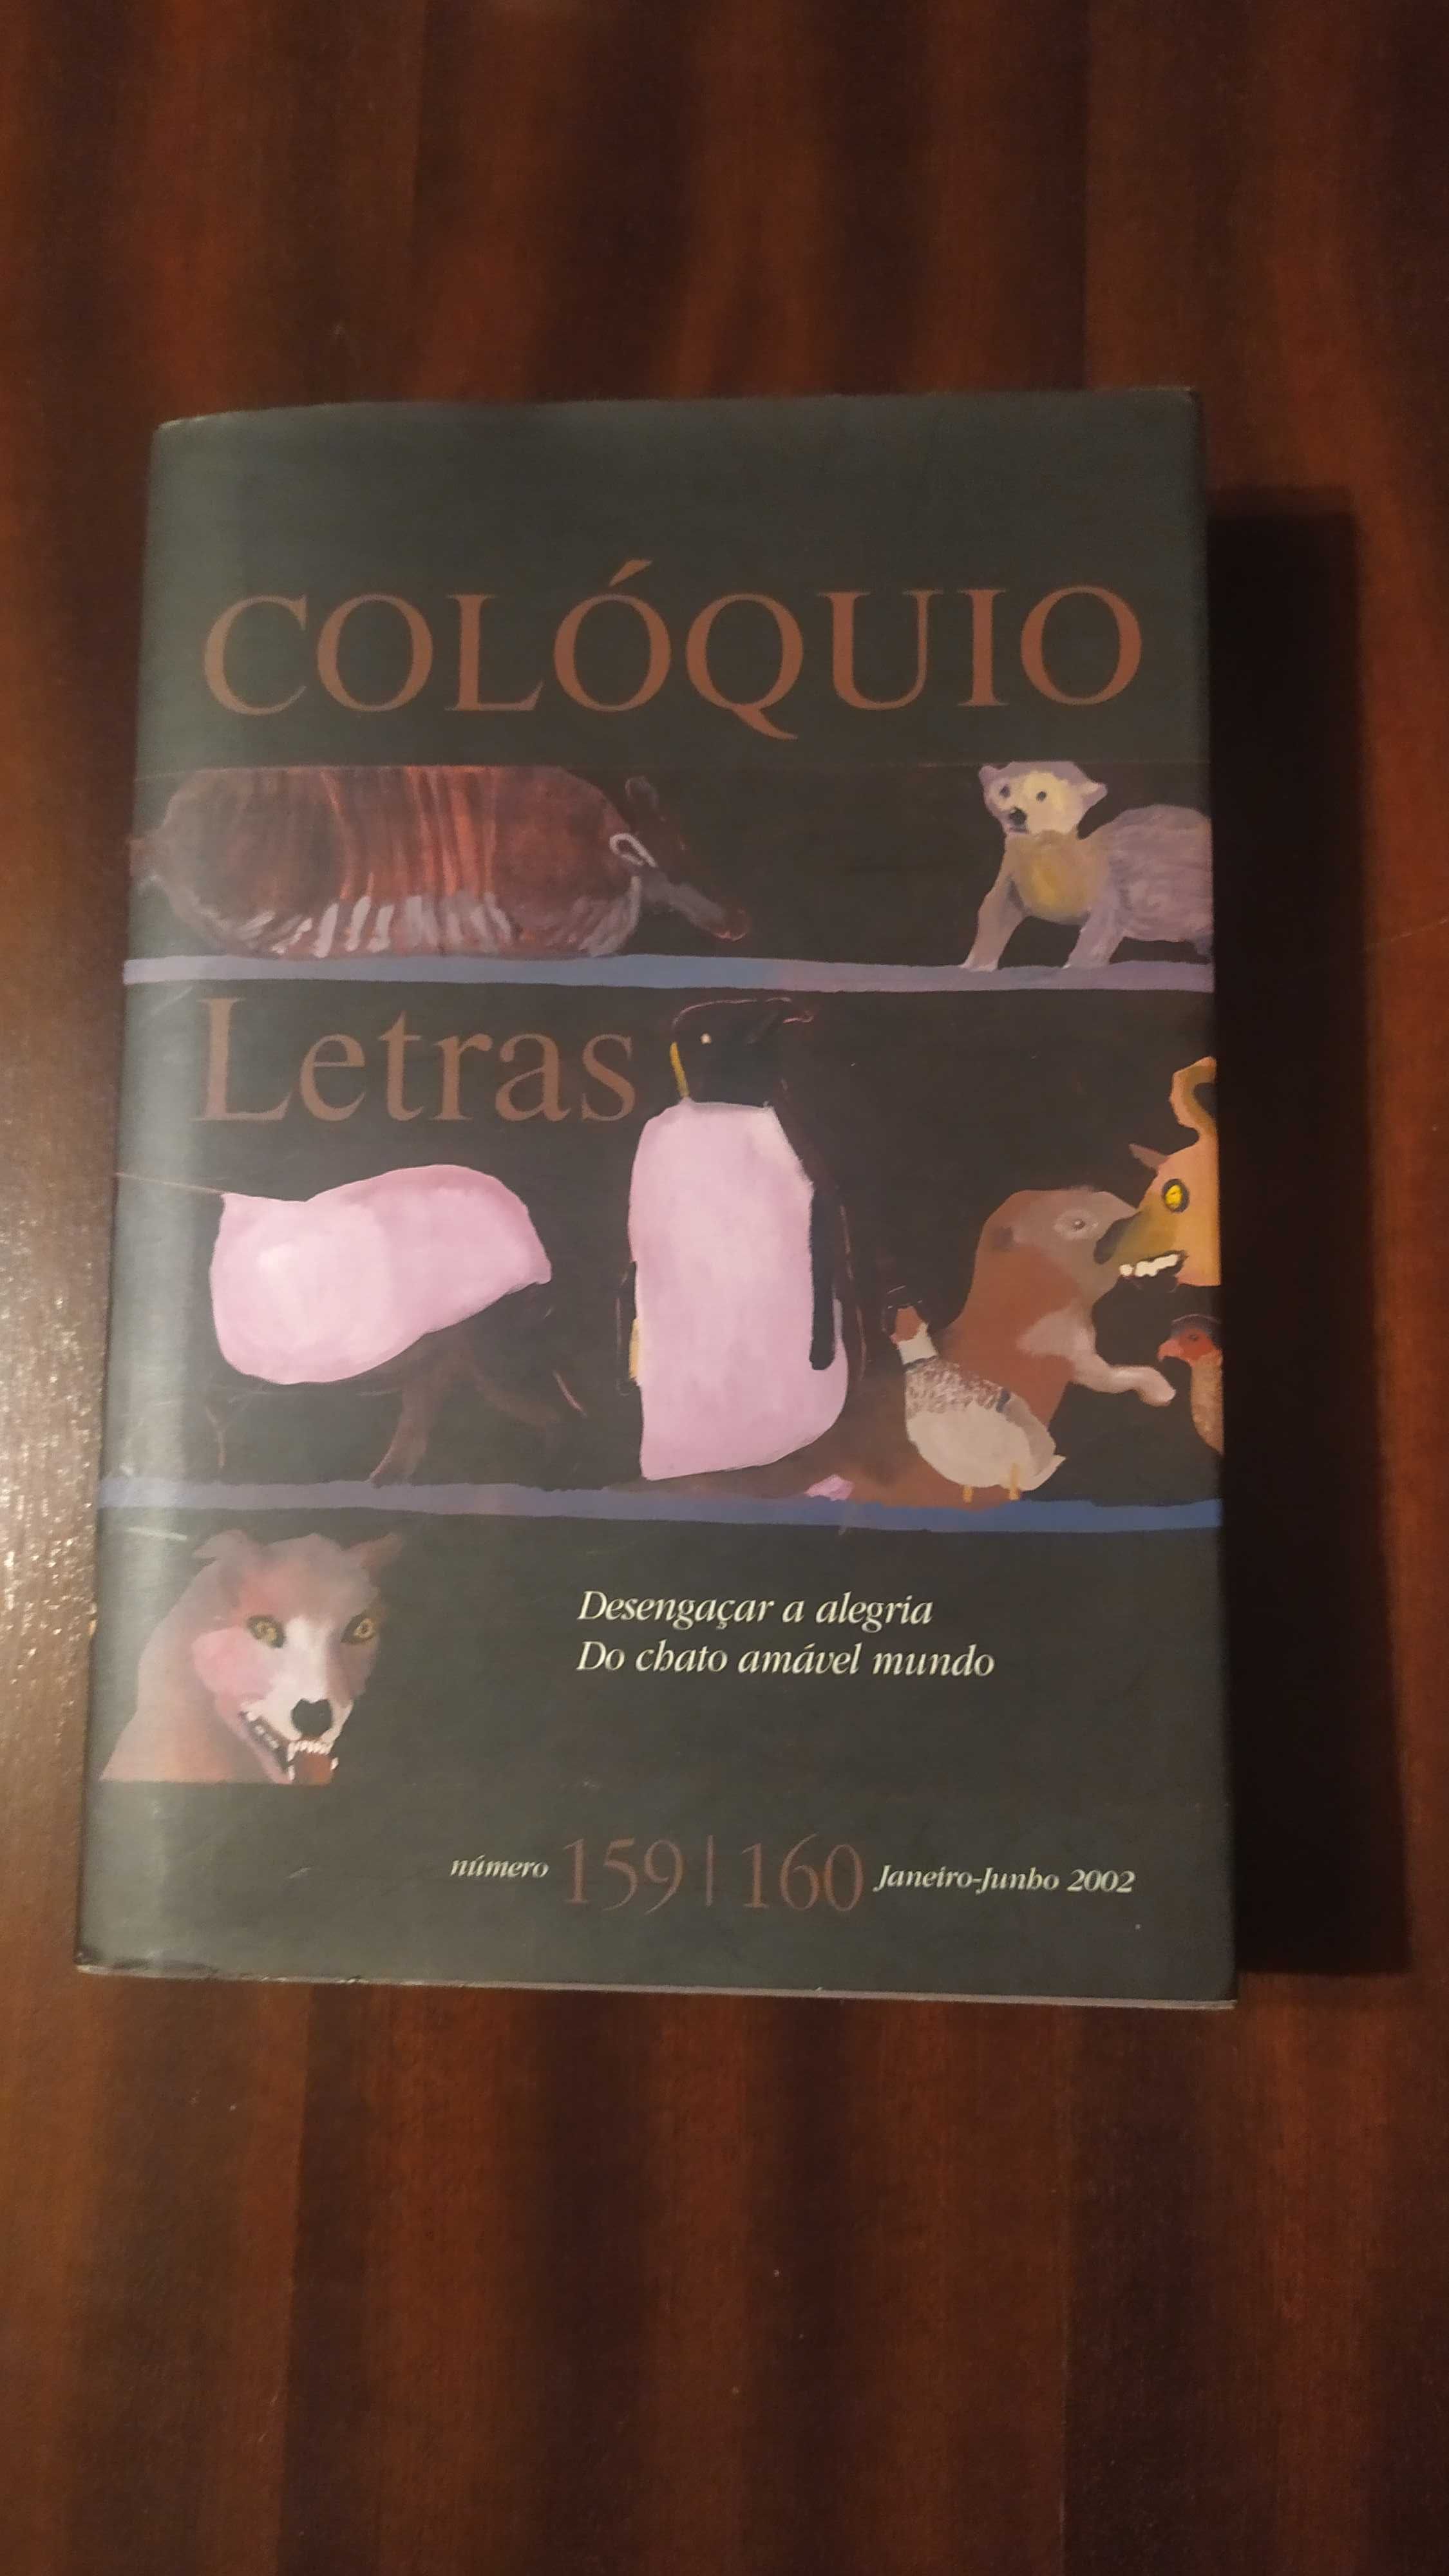 COLÓQUIO
Letras
Desengaçar a alegria
Do chato amável mundo
número 159|160 Janeiro-Junho 2002